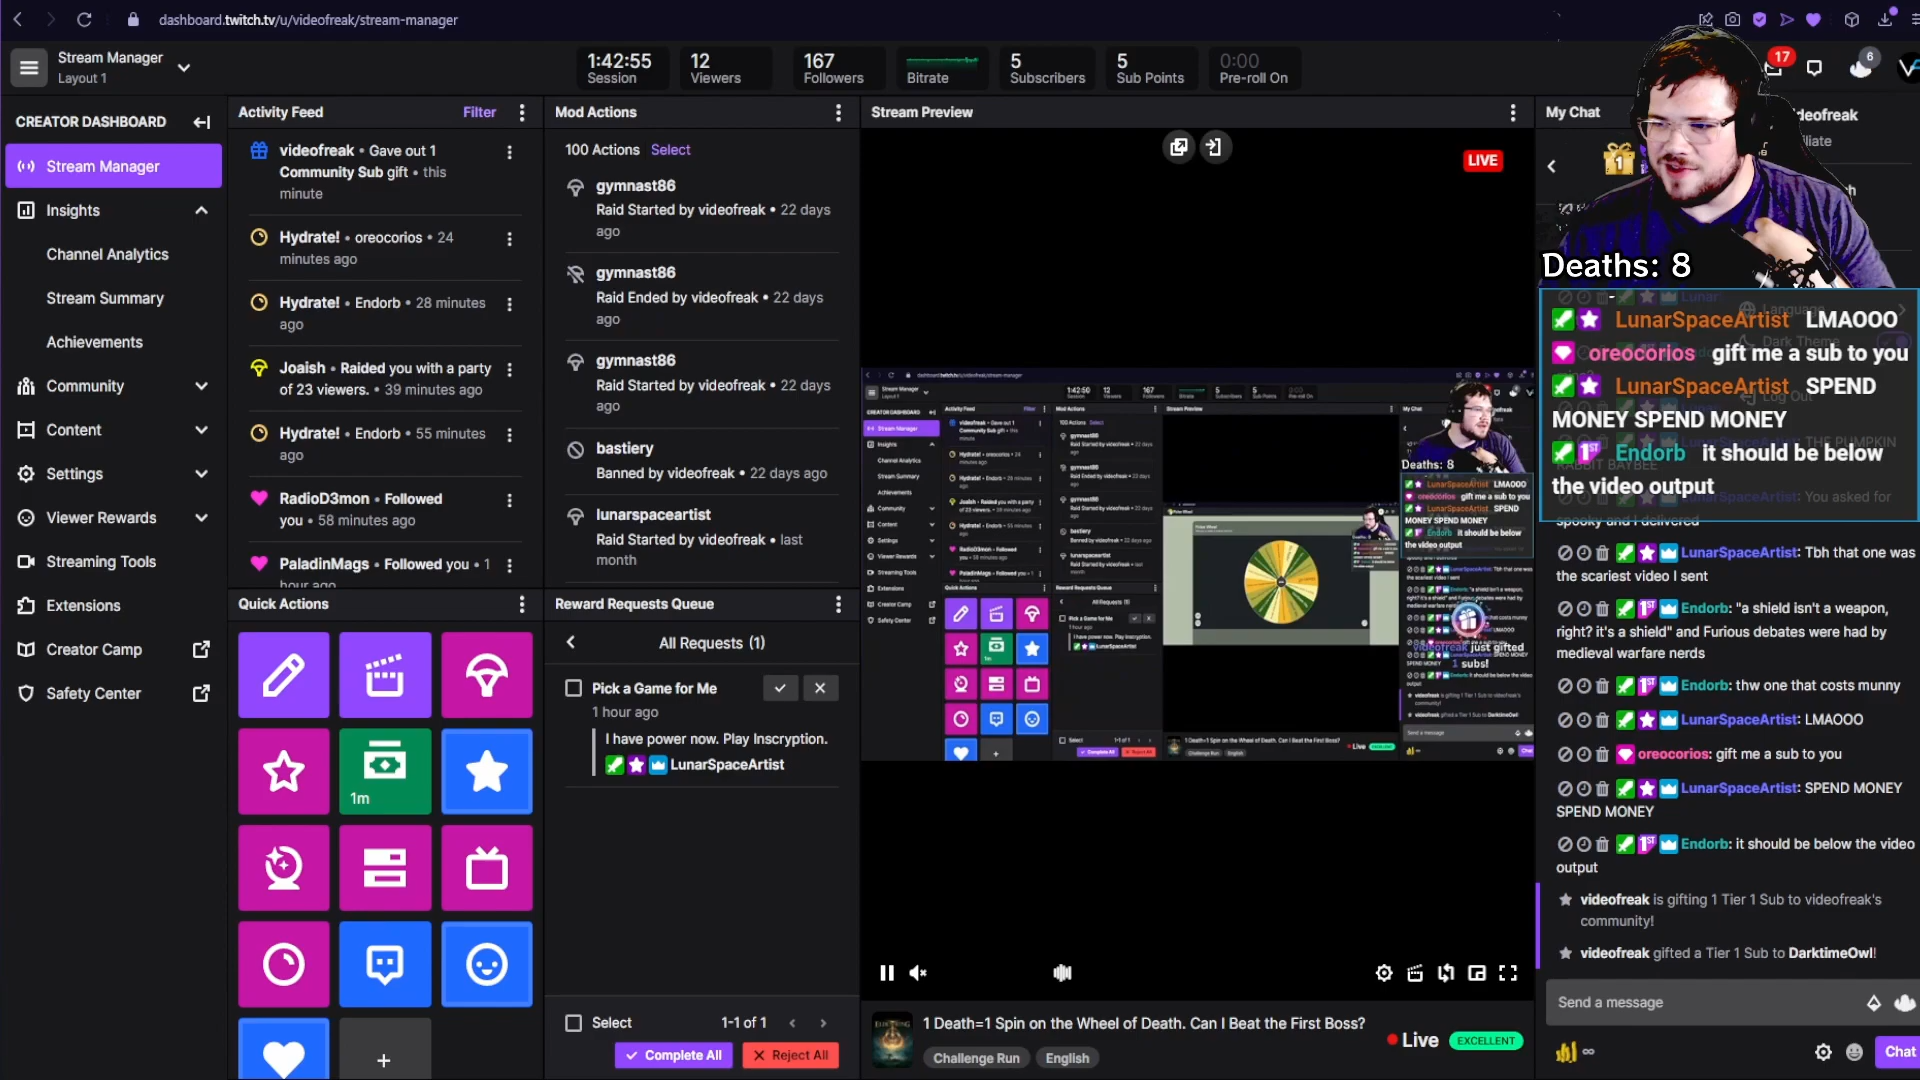 dashboard.twitch.tv/u/videofreak/stream-manager
Stream Manager
Layout 1
1:42:55
Session
12
Viewers
167
Followers
Bitrate
5
Subscribers
5
Sub Points
0:00
Pre-roll On
17
6
CREATOR DASHBOARD
Stream Manager
Insights
Channel Analytics
Stream Summary
Achievements
Community
Content
Settings
Viewer Rewards
Streaming Tools
Extensions
Creator Camp
Safety Center
Activity Feed
Filter
videofreak • Gave out 1
Community Sub gift • this
minute
Hydrate! • oreocorios • 24
minutes ago
Hydrate! • Endorb • 28 minutes
ago
Joaish • Raided you with a party
of 23 viewers. • 39 minutes ago
Hydrate! • Endorb • 55 minutes
ago
RadioD3mon • Followed
you • 58 minutes ago
PaladinMags • Followed you • 1
hour ago
Quick Actions
1m
Mod Actions
100 Actions Select
gymnast86
Raid Started by videofreak • 22 days
ago
gymnast86
Raid Ended by videofreak • 22 days
ago
gymnast86
Raid Started by videofreak • 22 days
ago
bastiery
Banned by videofreak • 22 days ago
lunarspaceartist
Raid Started by videofreak • last
month
Reward Requests Queue
All Requests (1)
Pick a Game for Me
1 hour ago
I have power now. Play Inscryption.
LunarSpaceArtist
Select
1-1 of 1
Complete All
Reject All
Stream Preview
LIVE
1 Death=1 Spin on the Wheel of Death. Can I Beat the First Boss?
Challenge Run
English
Live
EXCELLENT
My Chat
Deaths: 8
LunarSpaceArtist LMAOOO
oreocorios gift me a sub to you
LunarSpaceArtist SPEND
MONEY SPEND MONEY
Endorb it should be below
the video output
LunarSpaceArtist: Tbh that one was
the scariest video I sent
Endorb: "a shield isn't a weapon,
right? it's a shield" and Furious debates were had by
medieval warfare nerds
Endorb: thw one that costs munny
LunarSpaceArtist: LMAOOO
oreocorios: gift me a sub to you
LunarSpaceArtist: SPEND MONEY
SPEND MONEY
Endorb: it should be below the video
output
videofreak is gifting 1 Tier 1 Sub to videofreak's
community!
videofreak gifted a Tier 1 Sub to DarktimeOwl!
Send a message
Chat